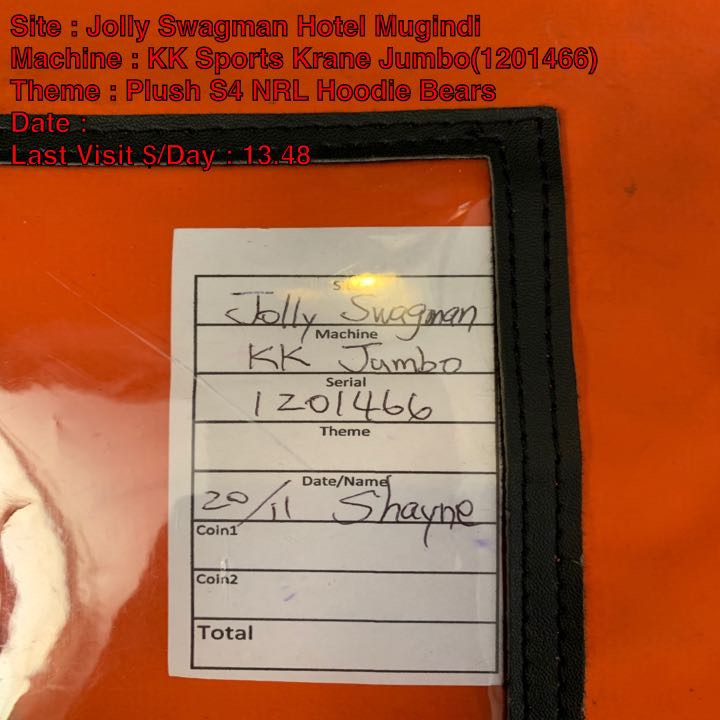 Site : Jolly Swagman Hotel Mugindi
Machine : KK Sports Krane Jumbo(1201466)
Theme : Plush S4 NRL Hoodie Bears
Date :
Last Visit $/Day : 13.48
Jolly Swagman
Machine
KK Jumbo
Serial
1201466
Theme
Date/Name
20/11 Shayne
Coin1
Coin2
Total